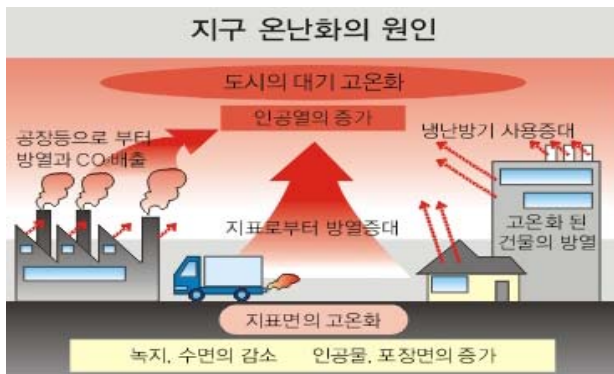 지구 온난화의 원인
도시의 대기 고온화
인공열의 증가
공장등으로 부터
방열과 CO 배출
냉난방기 사용증대
지표로부터 방열증대
고온화 된
건물의 방열
지표면의 고온화
녹지, 수면의 감소 인공물, 포장면의 증가